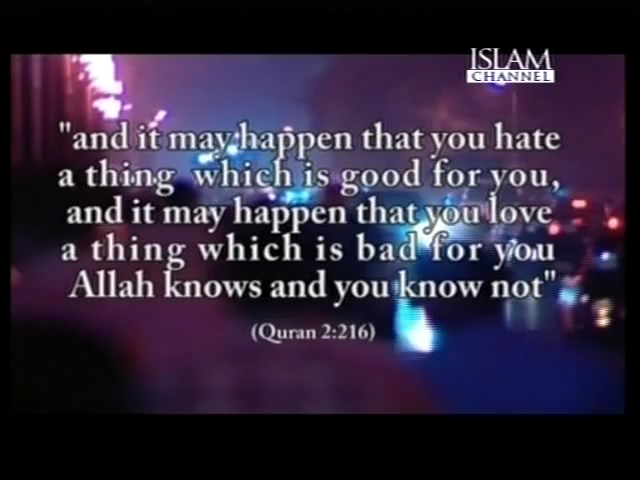 ISLAM
CHANNEL
"and it may happen that you hate
a thing which is good for you,
and it may happen that you love
a thing which is bad for you
Allah knows and you know not"
(Quran 2:216)